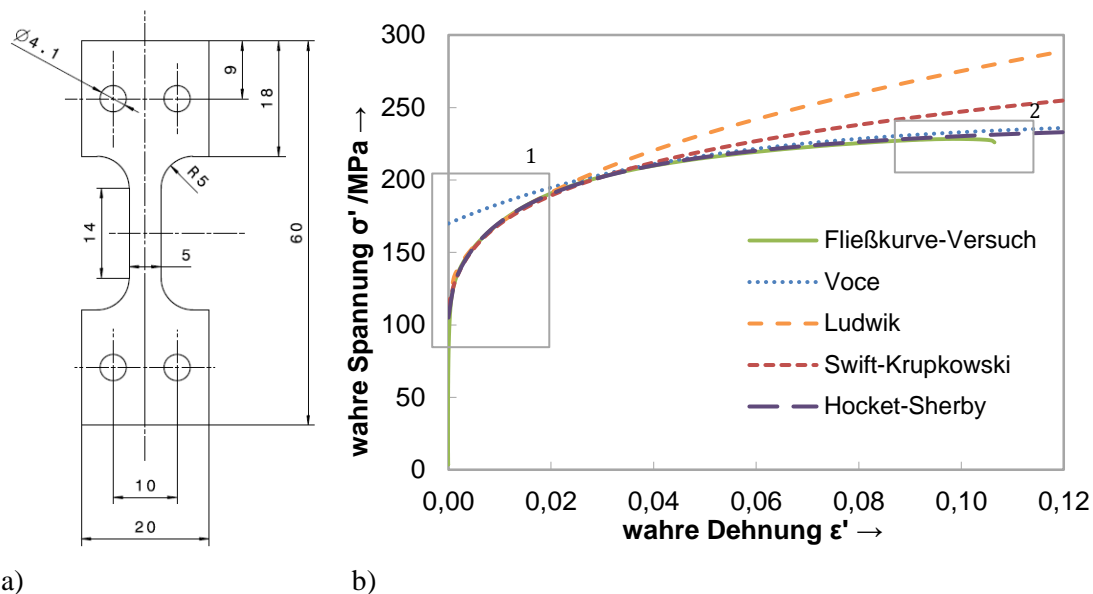 Ø4.1
9
18
R5
14
5
60
10
20
a)
300
250
200
150
100
50
0
wahre Spannung σ' /MPa →
1
2
Fließkurve-Versuch
Voce
Ludwik
Swift-Krupkowski
Hocket-Sherby
0,00 0,02 0,04 0,06 0,08 0,10 0,12
wahre Dehnung ε' →
b)